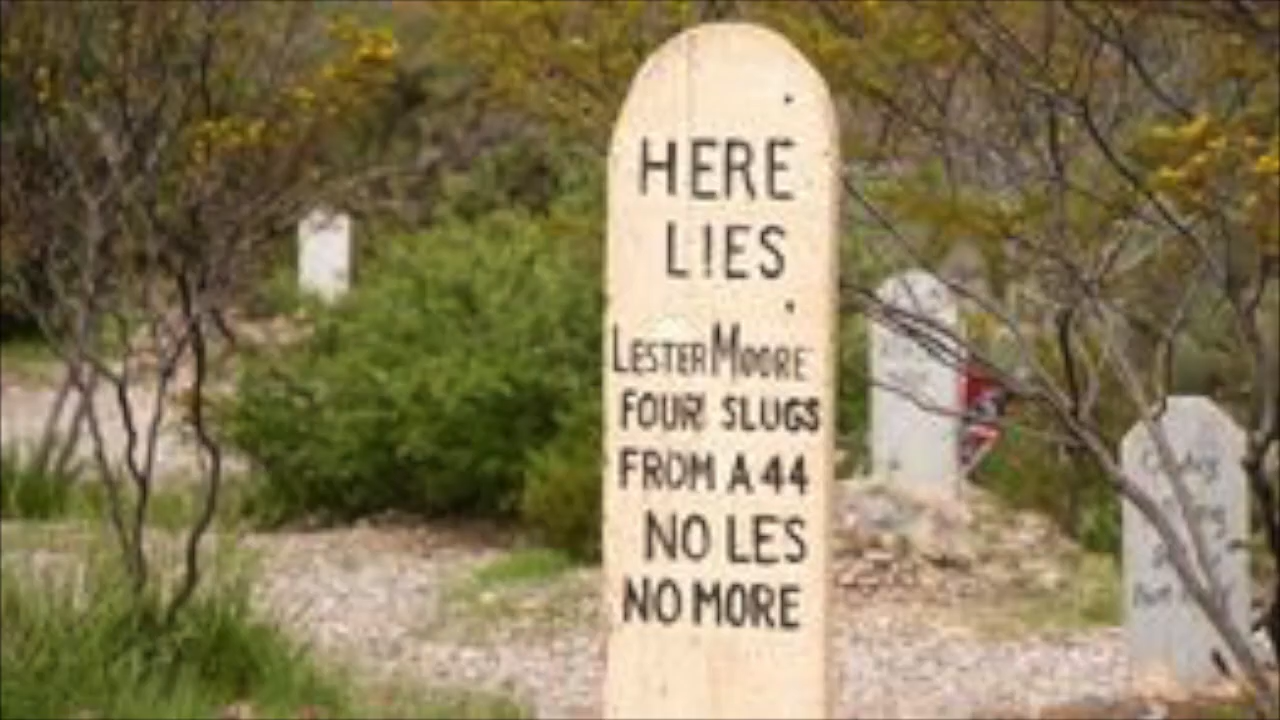 HERE
LIES
LESTER MOORE
FOUR SLUGS
FROM A 44
NO LES
NO MORE